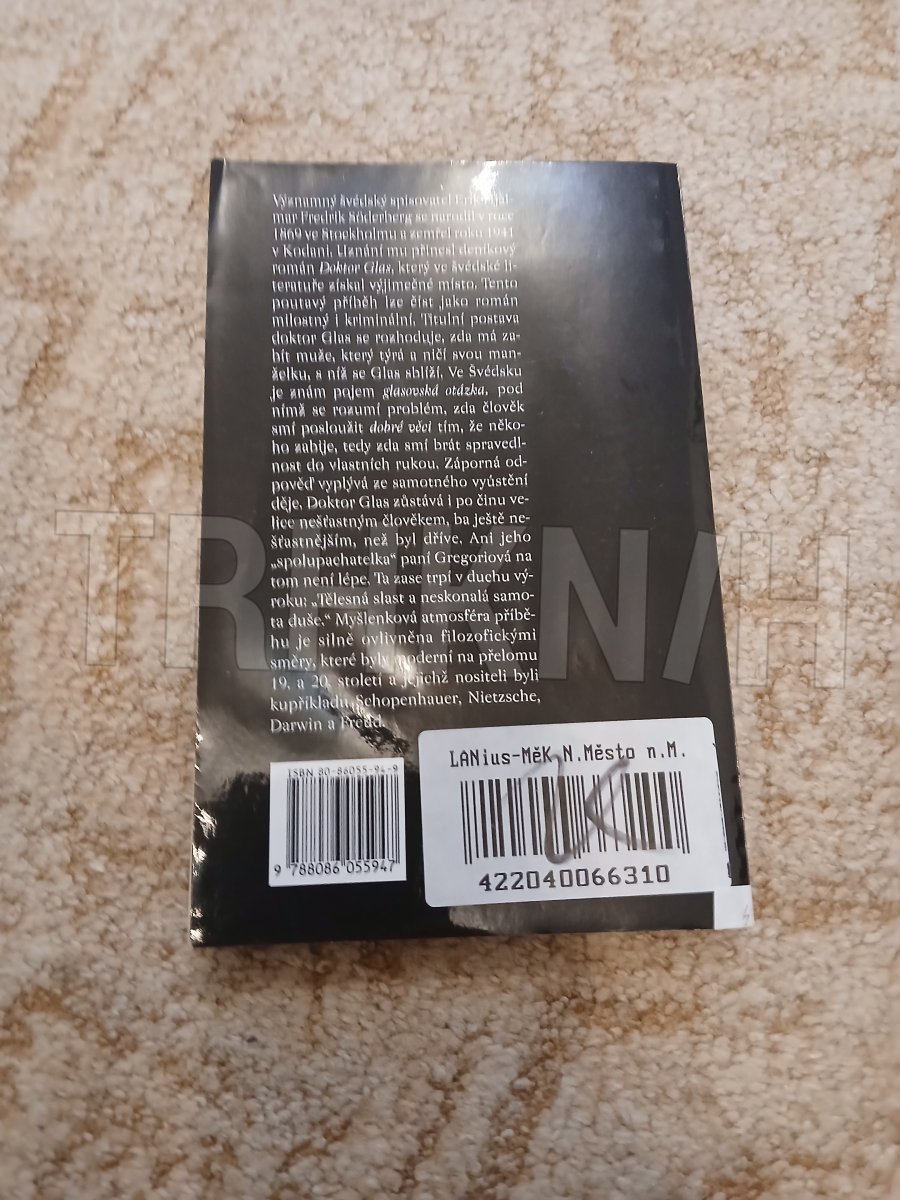 Významný švédský spisovatel Erik Hjal-
mar Fredrik Söderberg se narodil v roce
1869 ve Stockholmu a zemřel roku 1941
v Kodani. Uznání mu přinesl deníkový
román Doktor Glas, který ve švédské li-
teratuře získal výjimečné místo. Tento
poutavý příběh lze číst jako román
milostný i kriminální. Titulní postava
doktor Glas se rozhoduje, zda má za-
bít muže, který týrá a ničí svou man-
želku, s níž se Glas sblíží. Ve Švédsku
je znám pojem glasovská otázka, pod
nímž se rozumí problém, zda člověk
smí posloužit dobré věci tím, že něko-
ho zabije, tedy zda smí brát spravedl-
nost do vlastních rukou. Záporná od-
pověď vyplývá ze samotného vyústění
děje. Doktor Glas zůstává i po činu ve-
lice nešťastným člověkem, ba ještě ne-
šťastnějším, než byl dříve. Ani jeho
„spolupachatelka“ paní Gregoriová na
tom není lépe. Ta zase trpí v duchu vý-
roku: „Tělesná slast a neskonalá samo-
ta duše.“ Myšlenková atmosféra příbě-
hu je silně ovlivněna filozofickými
směry, které byly moderní na přelomu
19. a 20. století a jejichž nositeli byli
kupříkladu Schopenhauer, Nietzsche,
Darwin a Freud.
ISBN 80-86055-94-9
9 788086 055947
LANius-MěK N.Město n.M.
422040066310
TRHKNIH